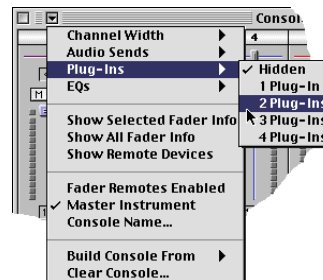 Conso
Channel Width
4
Audio Sends
Plug-Ins
EQs
Hidden
1 Plug-In
2 Plug-Ins
3 Plug-Ins
4 Plug-Ins
M
Show Selected Fader Info
Show All Fader Info
Show Remote Devices
Fader Remotes Enabled
Master Instrument
Console Name...
Build Console From
Clear Console...